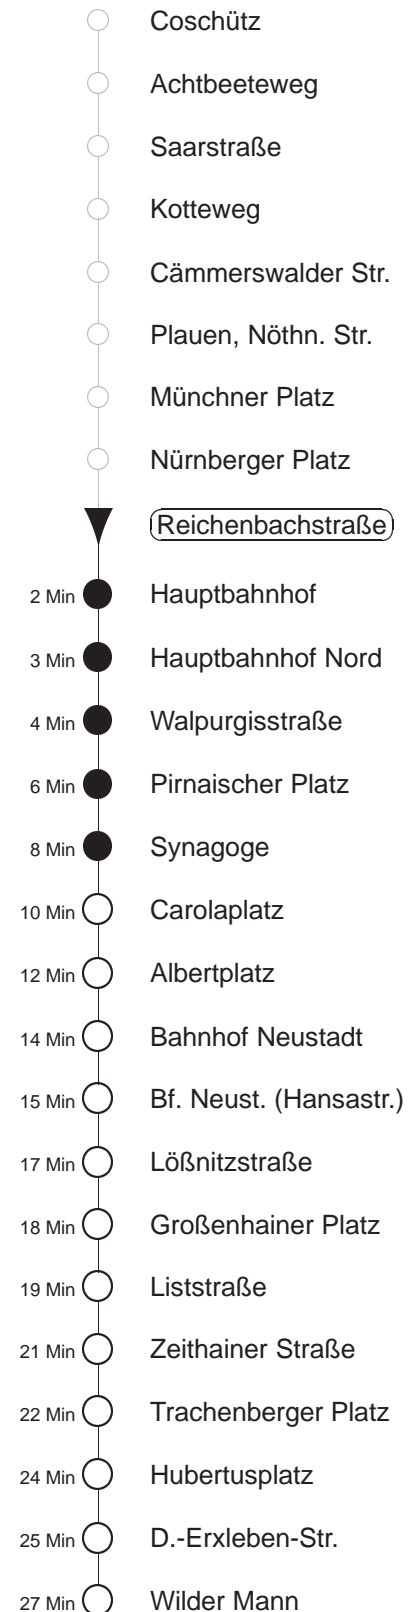 Coschütz
Achtbeeteweg
Saarstraße
Kotteweg
Cämmerswalder Str.
Plauen, Nöthn. Str.
Münchner Platz
Nürnberger Platz
Reichenbachstraße
2 Min Hauptbahnhof
3 Min Hauptbahnhof Nord
4 Min Walpurgisstraße
6 Min Pirnaischer Platz
8 Min Synagoge
10 Min Carolaplatz
12 Min Albertplatz
14 Min Bahnhof Neustadt
15 Min Bf. Neust. (Hansastr.)
17 Min Lößnitzstraße
18 Min Großenhainer Platz
19 Min Liststraße
21 Min Zeithainer Straße
22 Min Trachenberger Platz
24 Min Hubertusplatz
25 Min D.-Erxleben-Str.
27 Min Wilder Mann